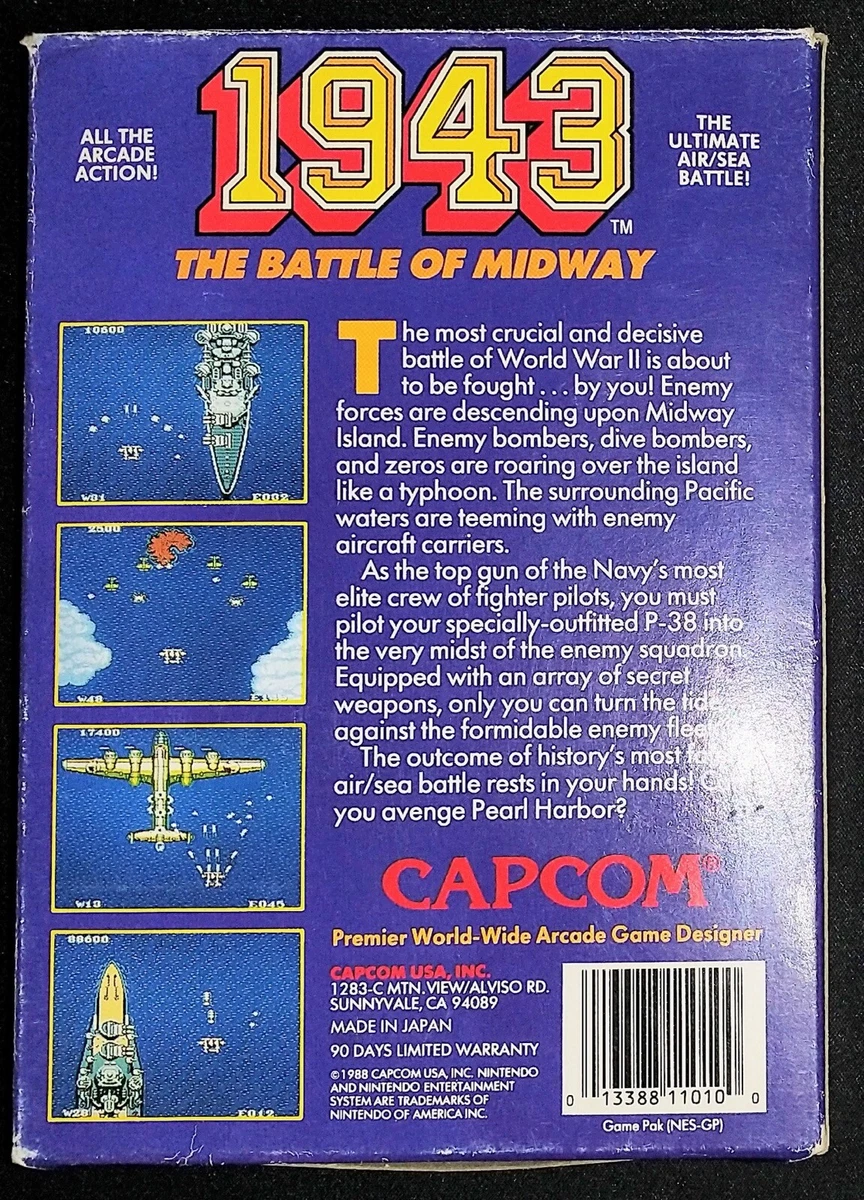 1943
TM
ALL THE
ARCADE
ACTION!
THE
ULTIMATE
AIR/SEA
BATTLE!
THE BATTLE OF MIDWAY
10600
W31
E002
2500
W48
17400
W13
E045
88600
W28
E012
The most crucial and decisive
battle of World War II is about
to be fought . . . by you! Enemy
forces are descending upon Midway
Island. Enemy bombers, dive bombers,
and zeros are roaring over the island
like a typhoon. The surrounding Pacific
waters are teeming with enemy
aircraft carriers.
As the top gun of the Navy's most
elite crew of fighter pilots, you must
pilot your specially-outfitted P-38 into
the very midst of the enemy squadron.
Equipped with an array of secret
weapons, only you can turn the tide
against the formidable enemy fleet.
The outcome of history's most
air/sea battle rests in your hands!
you avenge Pearl Harbor?
CAPCOM®
Premier World-Wide Arcade Game Designer
CAPCOM USA, INC.
1283-C MTN. VIEW//ALVISO RD.
SUNNYVALE, CA 94089
MADE IN JAPAN
90 DAYS LIMITED WARRANTY
©1988 CAPCOM USA, INC. NINTENDO
AND NINTENDO ENTERTAINMENT
SYSTEM ARE TRADEMARKS OF
NINTENDO OF AMERICA INC.
0 13388 11010 0
Game Pak (NES-GP)